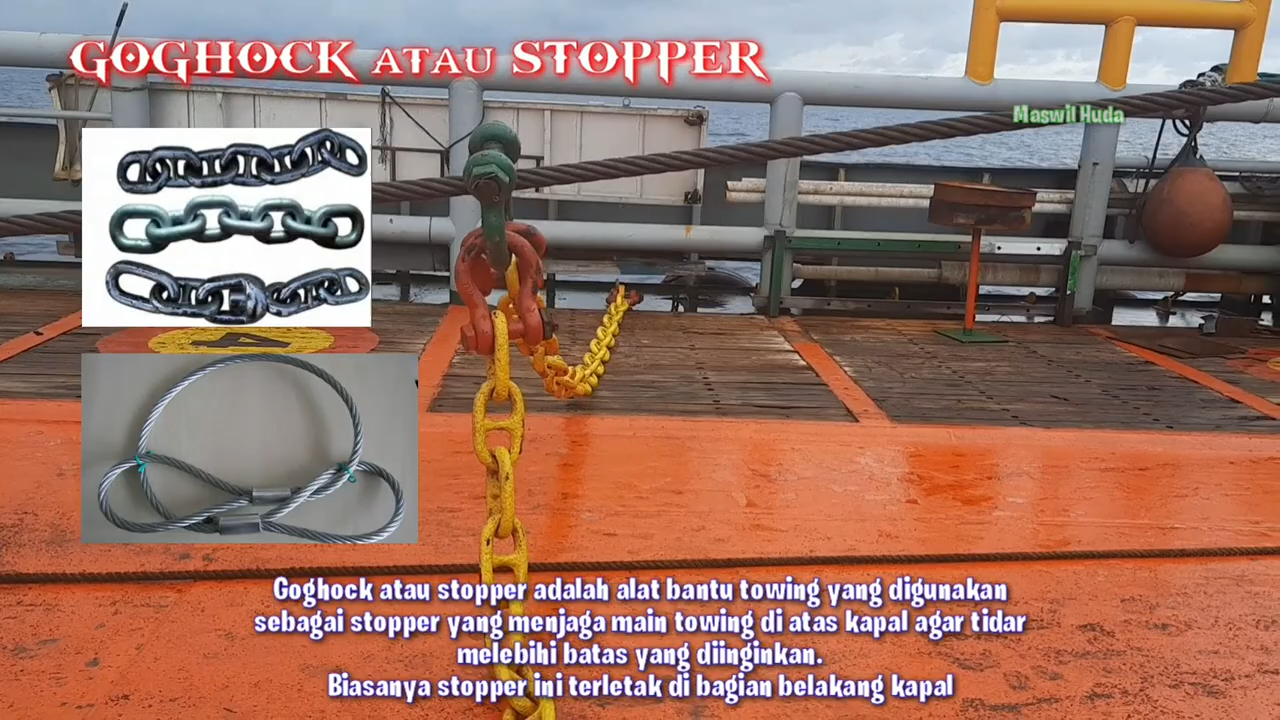 GOGHOCK ATAU STOPPER
Maswil Huda
4
Goghock atau stopper adalah alat bantu towing yang digunakan
sebagai stopper yang menjaga main towing di atas kapal agar tidar
melebihi batas yang diinginkan.
Biasanya stopper ini terletak di bagian belakang kapal